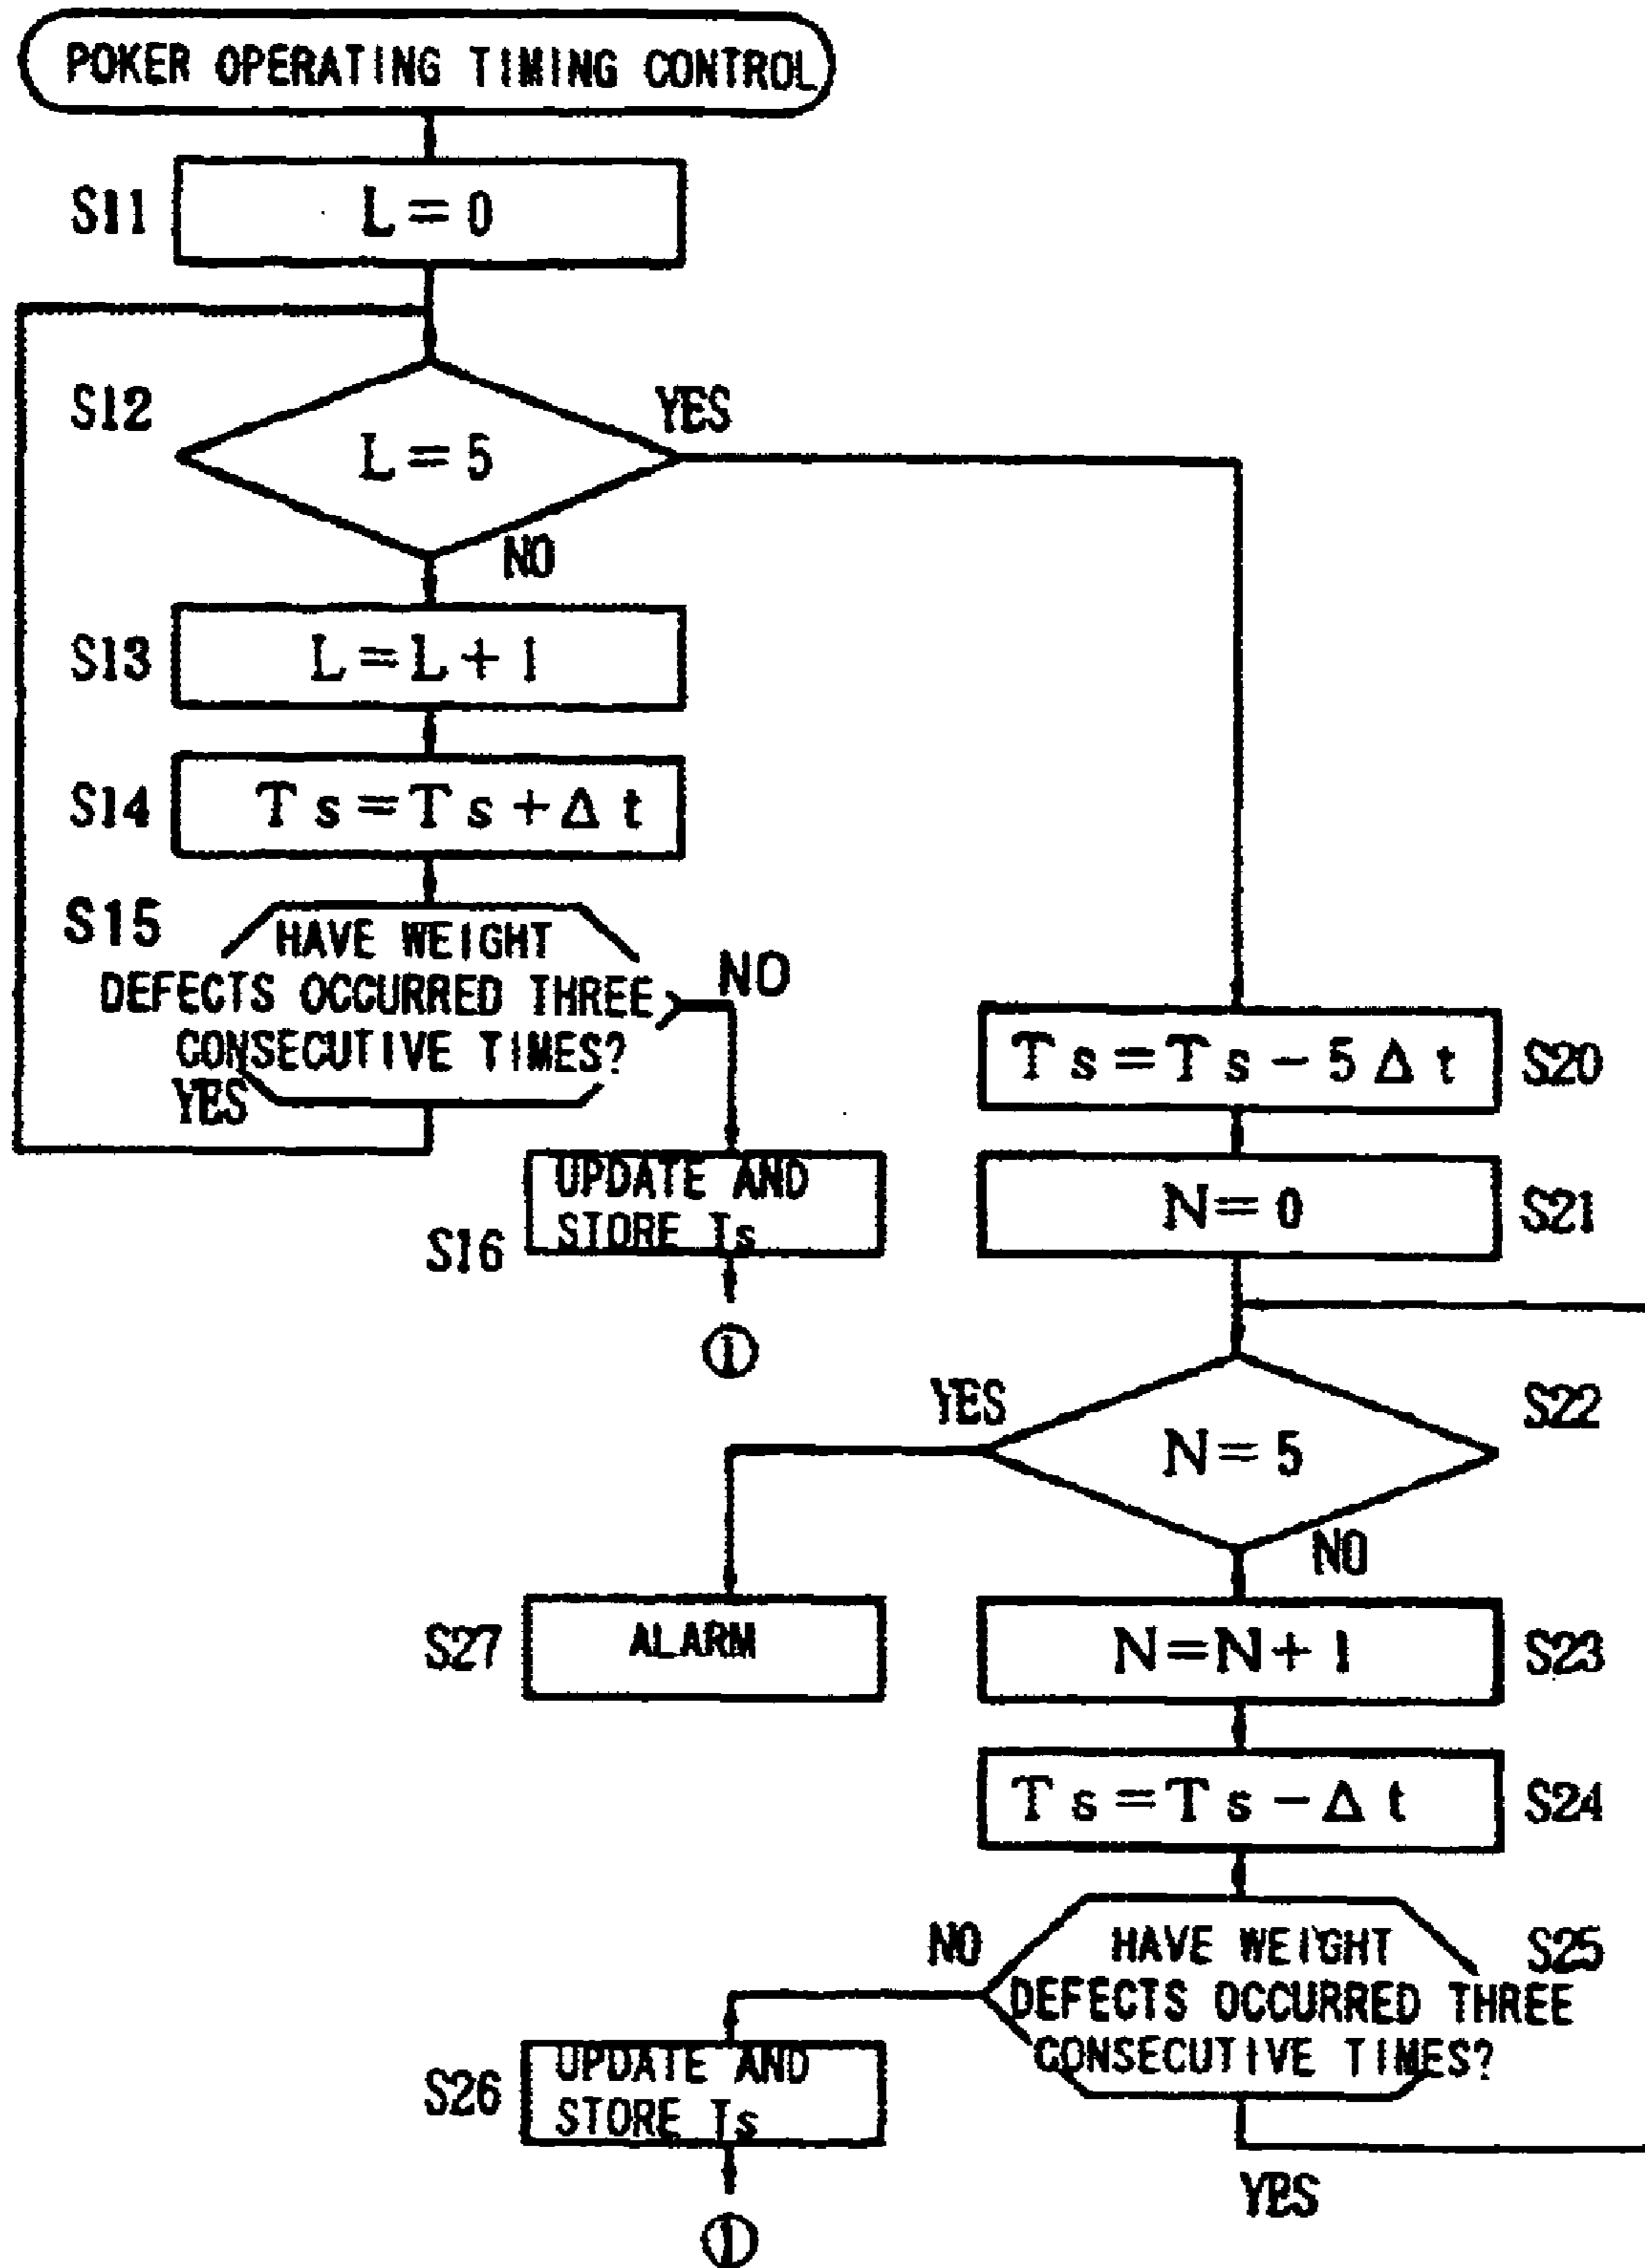 POKER OPERATING TIMING CONTROL
S11
L = 0
S12
L = 5
YES
NO
S13
L = L + 1
S14
Ts = Ts + Δt
S15
HAVE WEIGHT
DEFECTS OCCURRED THREE
CONSECUTIVE TIMES?
NO
YES
S16
UPDATE AND
STORE Ts
①
Ts = Ts - 5Δt
S20
N = 0
S21
S22
N = 5
YES
NO
S27
ALARM
N = N + 1
S23
Ts = Ts - Δt
S24
S25
HAVE WEIGHT
DEFECTS OCCURRED THREE
CONSECUTIVE TIMES?
NO
YES
S26
UPDATE AND
STORE Ts
①